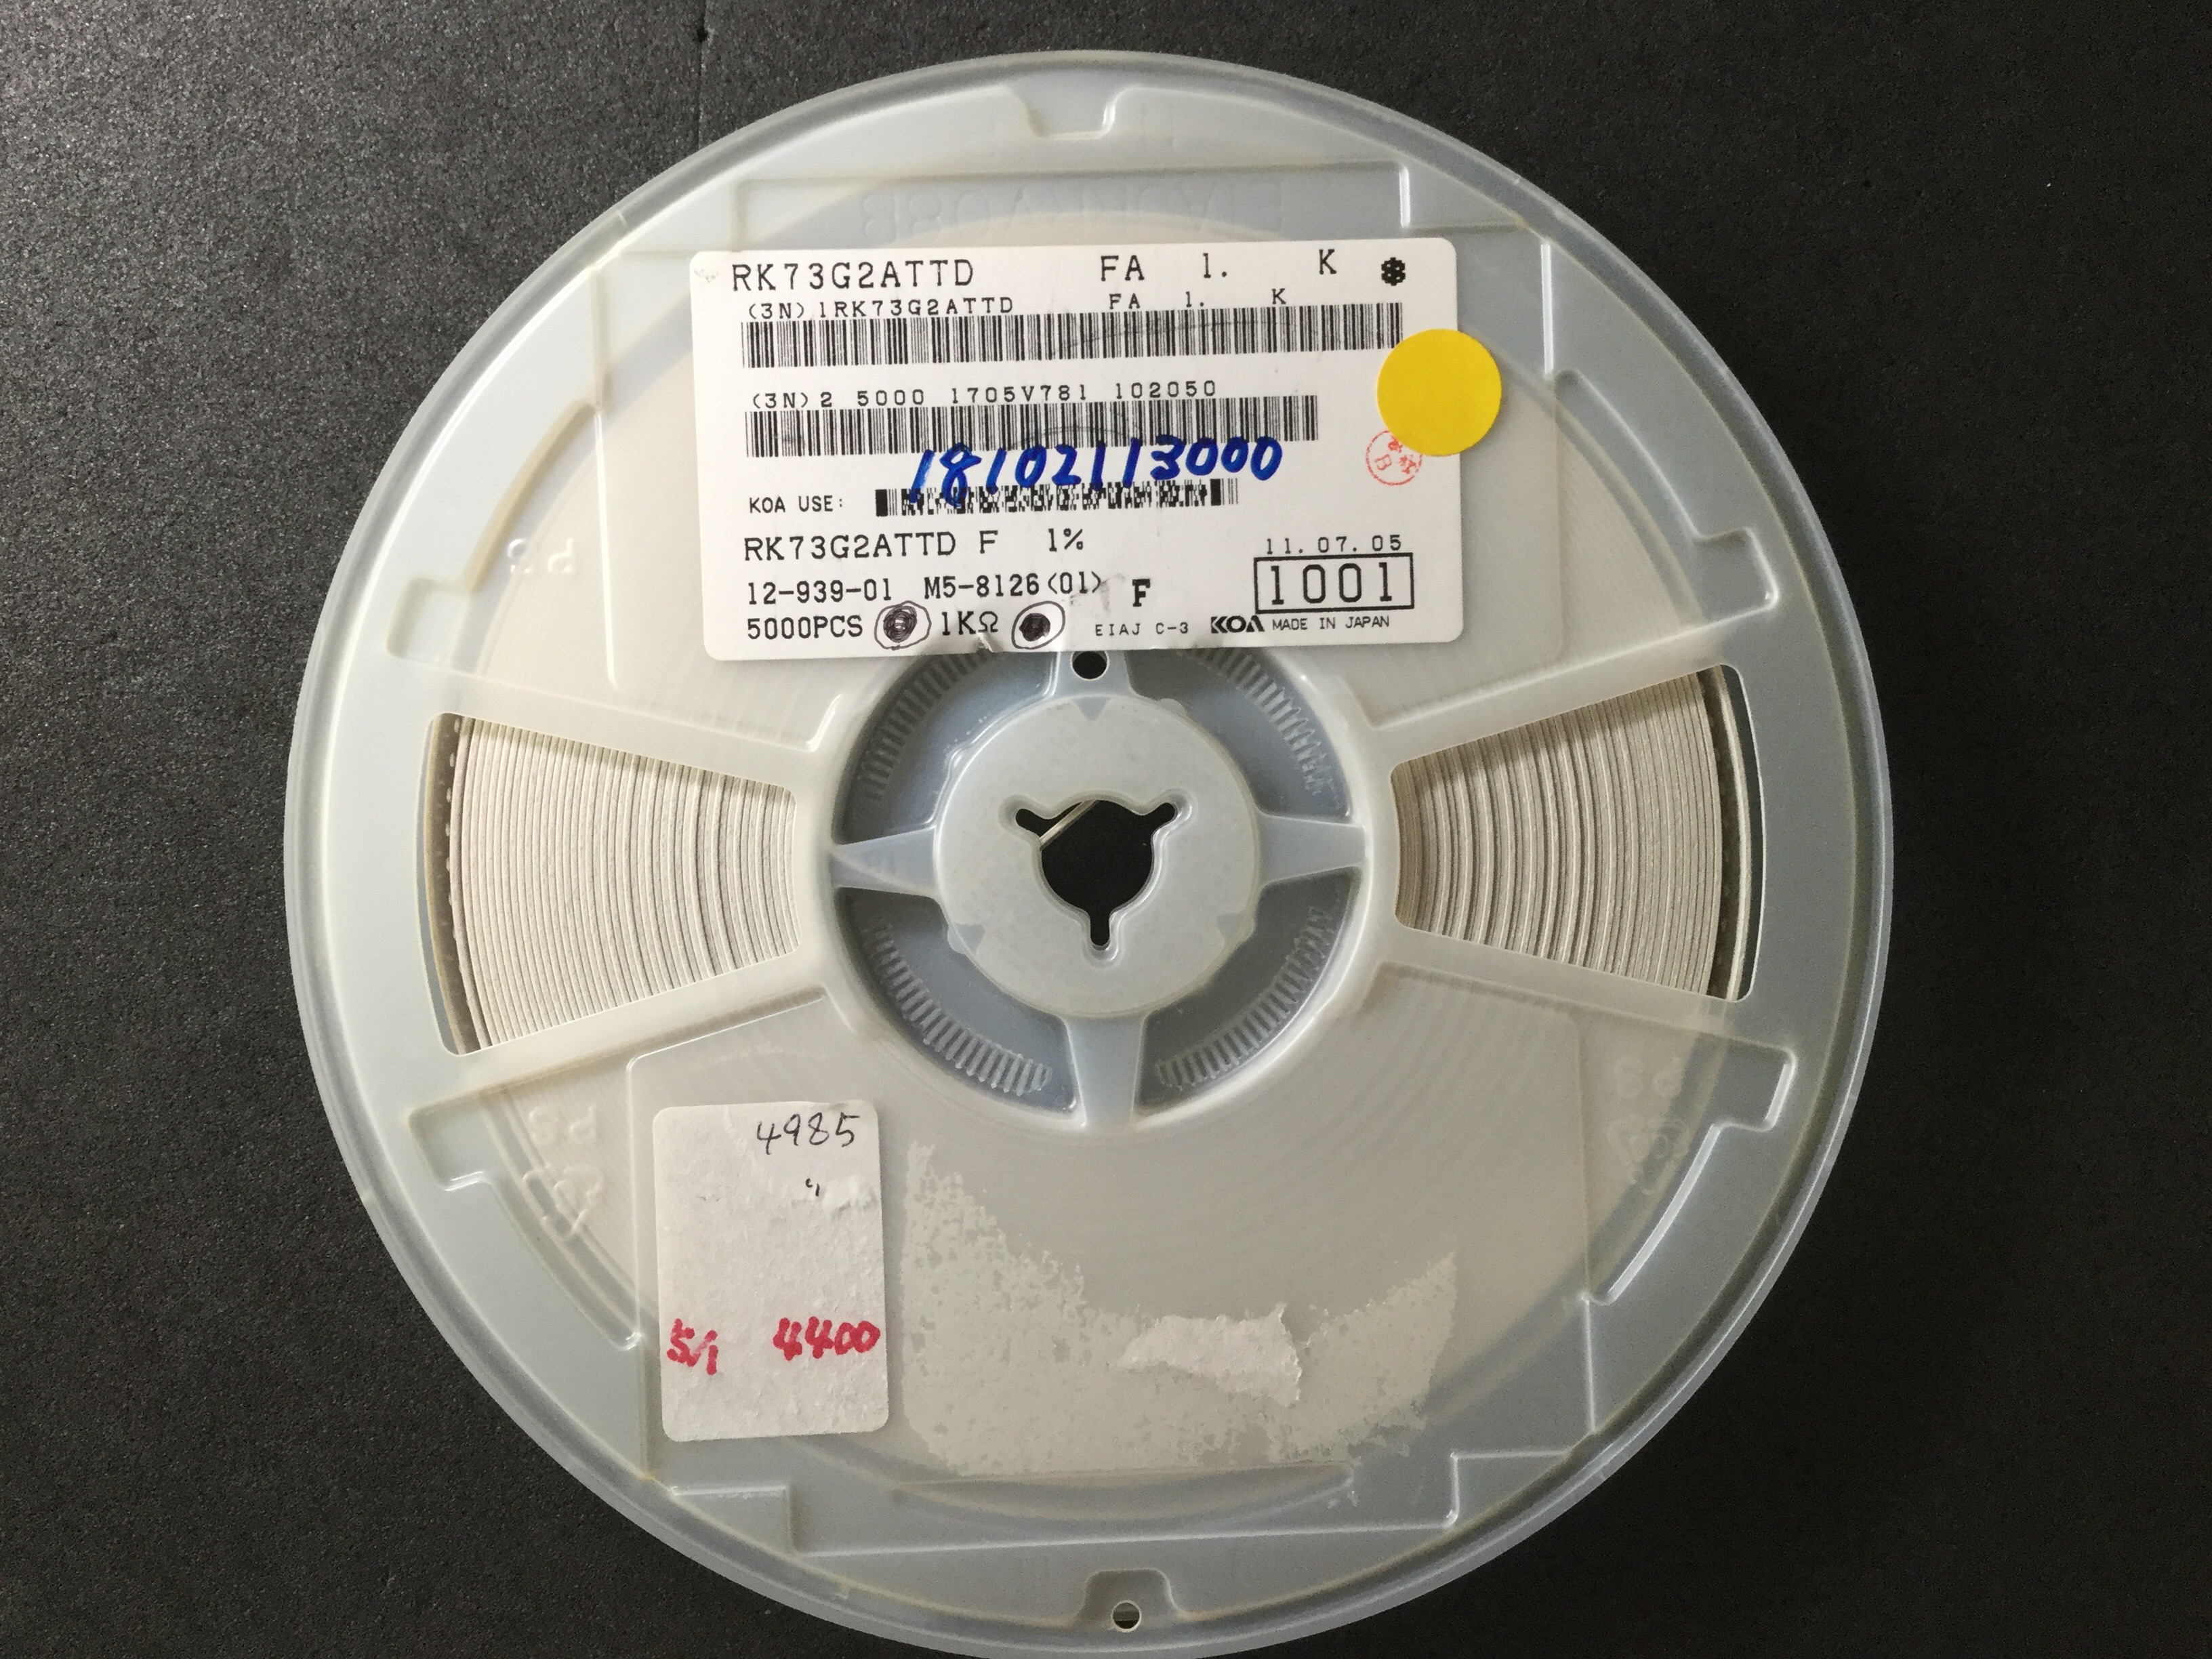 RK73G2ATTD FA 1. K
(3N)1RK73G2ATTD FA 1. K
(3N)2 5000 1705V781 102050
18102113000
KOA USE:
RK73G2ATTD F 1%
11.07.05
12-939-01 M5-8126(01) F
1001
5000PCS 1KΩ
EIAJ C-3 KOA MADE IN JAPAN
4985
5/1 4400